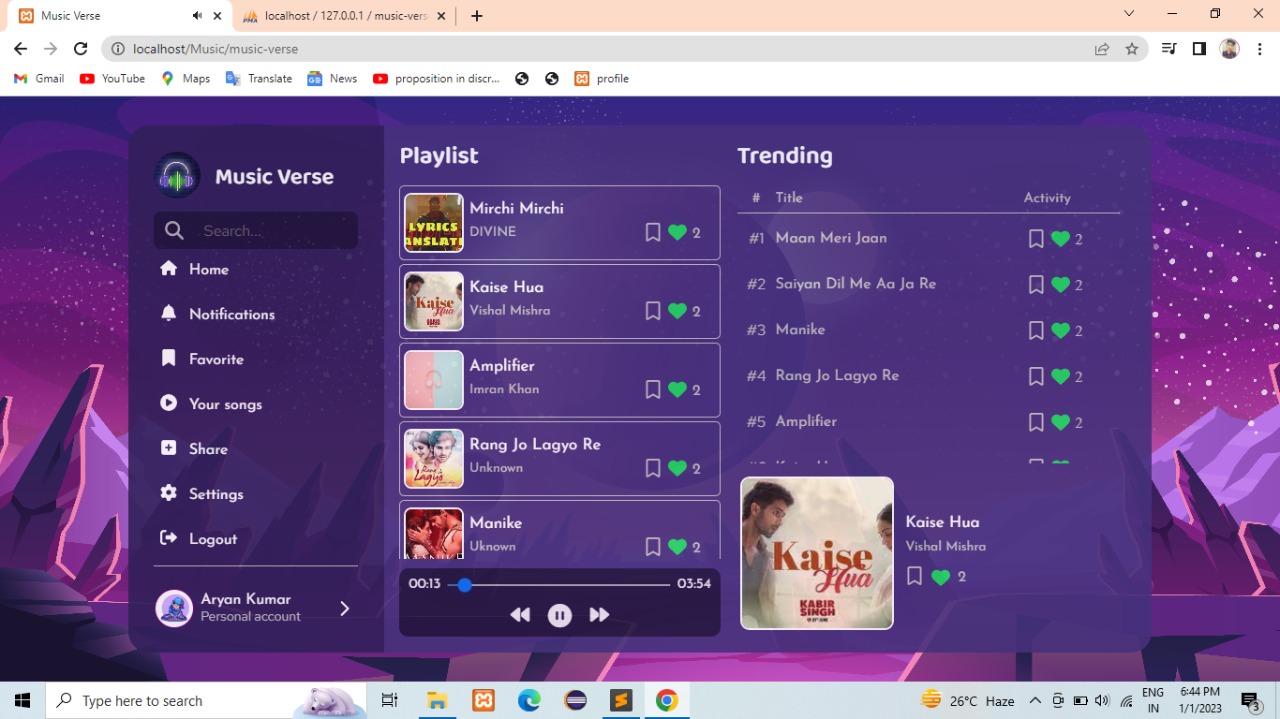 Music Verse
localhost / 127.0.0.1 / music-vers
localhost/Music/music-verse
Gmail
YouTube
Maps
Translate
News
proposition in discr...
profile
Music Verse
Search...
Home
Notifications
Favorite
Your songs
Share
Settings
Logout
Aryan Kumar
Personal account
Playlist
LYRICS
Mirchi Mirchi
DIVINE
2
Kaise
Hua
Kaise Hua
Vishal Mishra
2
Amplifier
Imran Khan
2
Rang Jo
Lagyo
Rang Jo Lagyo Re
Unknown
2
Manike
Uknown
2
00:13
03:54
Trending
# Title Activity
#1 Maan Meri Jaan 2
#2 Saiyan Dil Me Aa Ja Re 2
#3 Manike 2
#4 Rang Jo Lagyo Re 2
#5 Amplifier 2
Kaise
Hua
KABIR
SINGH
Kaise Hua
Vishal Mishra
2
Type here to search
26°C Haze
ENG
IN
6:44 PM
1/1/2023
3